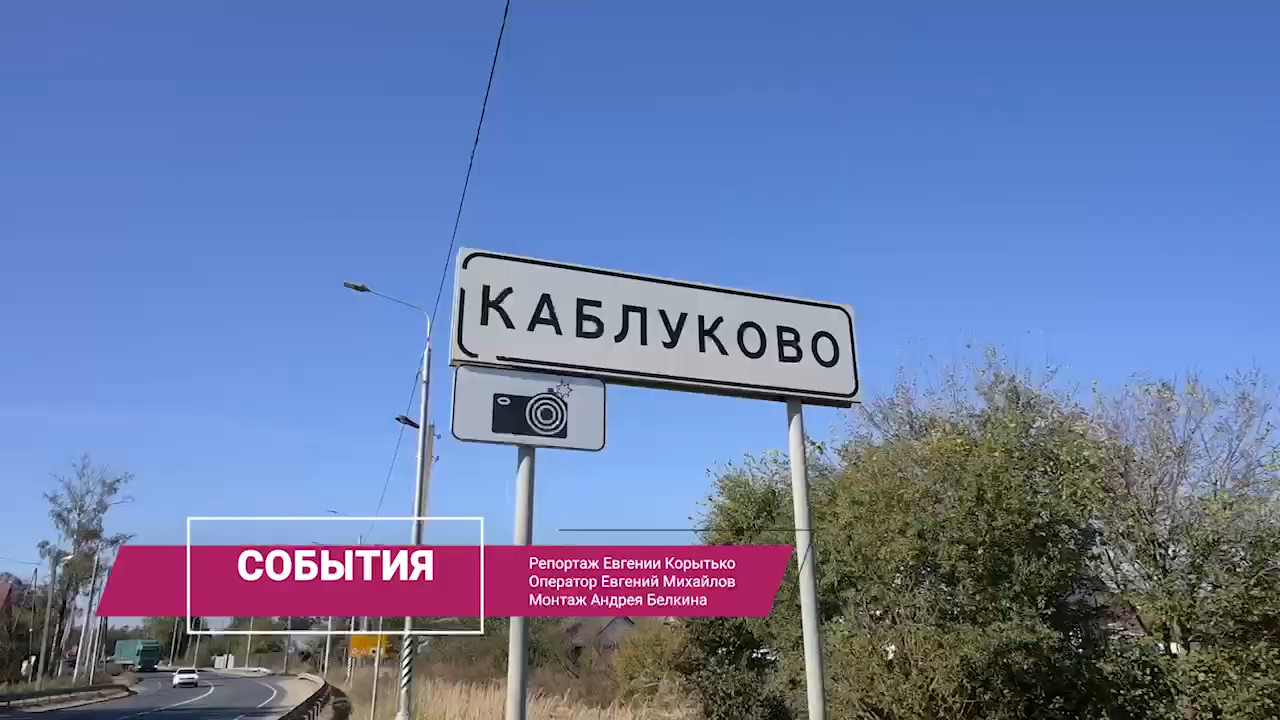 КАБЛУКОВО
СОБЫТИЯ
Репортаж Евгении Корытько
Оператор Евгений Михайлов
Монтаж Андрея Белкина